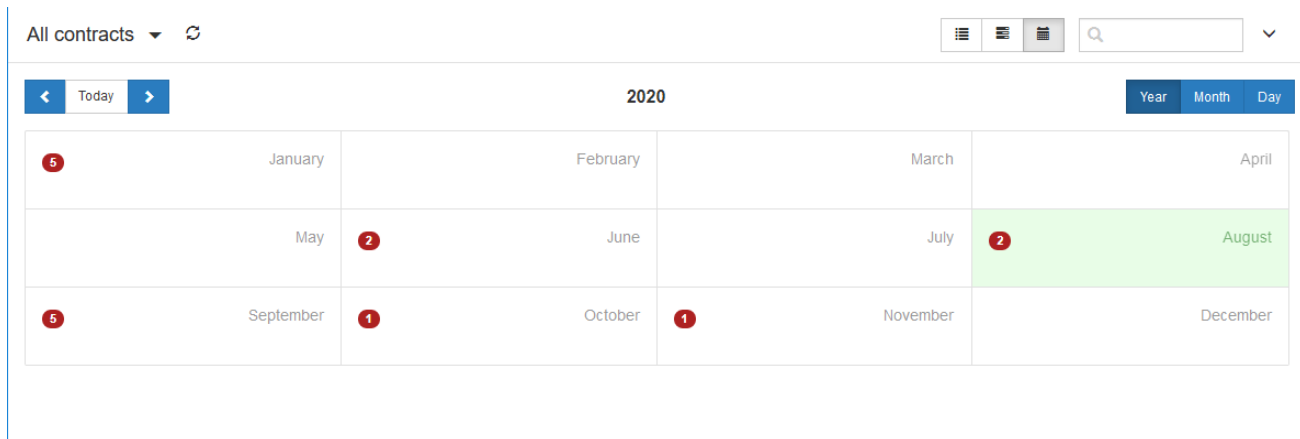 All contracts
Today
2020
Year Month Day
5 January February March April
May 2 June July 2 August
5 September 1 October 1 November December